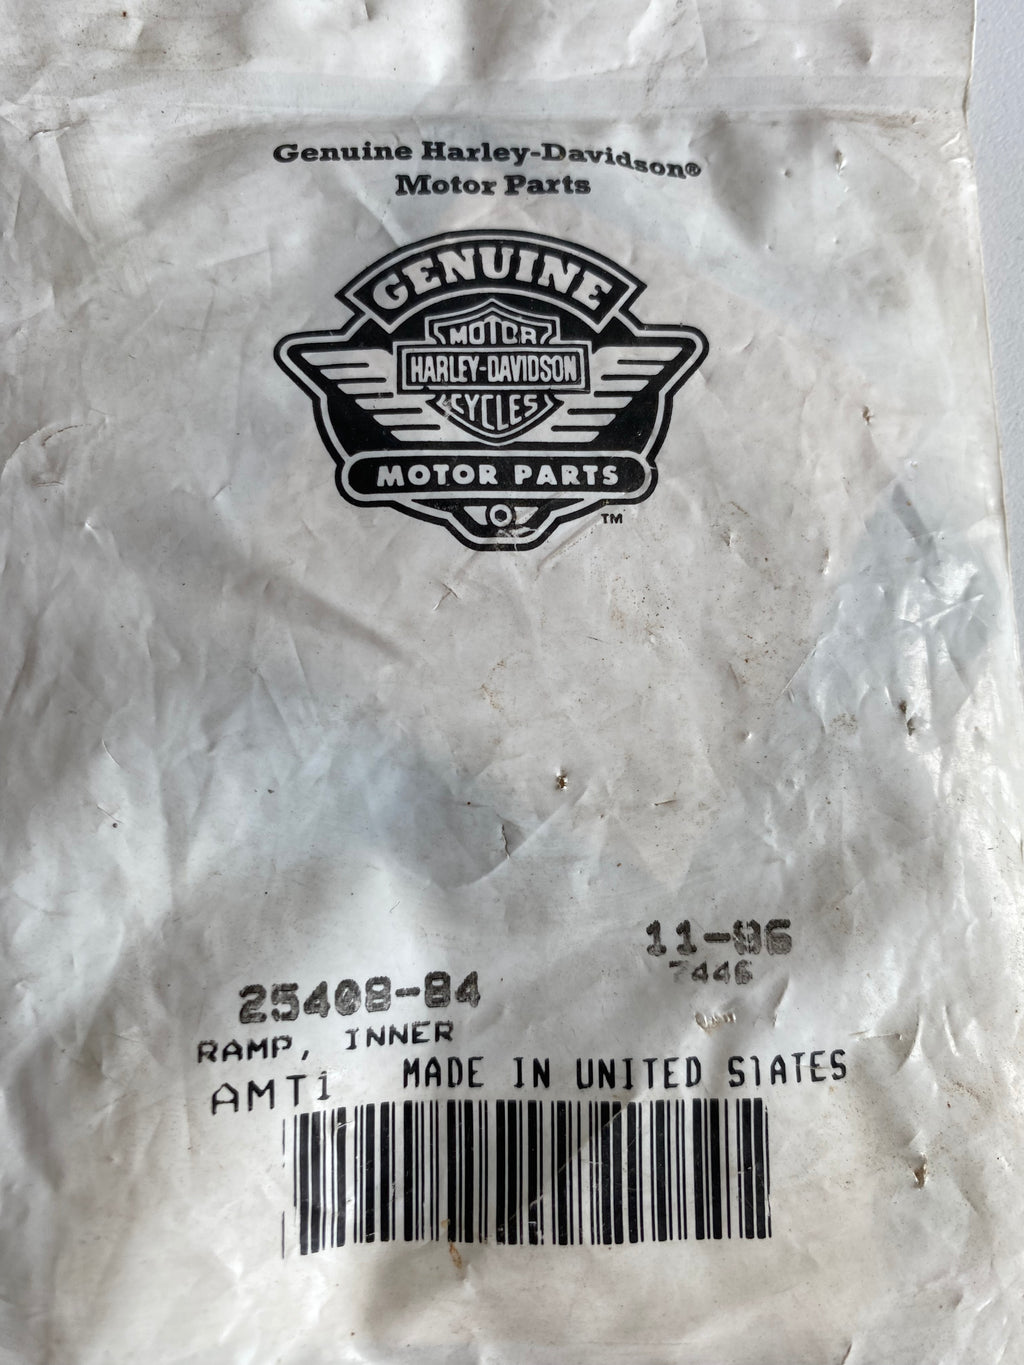 Genuine Harley-Davidson®
Motor Parts
GENUINE
MOTOR
HARLEY-DAVIDSON
CYCLES
MOTOR PARTS
TM
11-96
7446
25408-84
RAMP, INNER
AMT1 MADE IN UNITED STATES